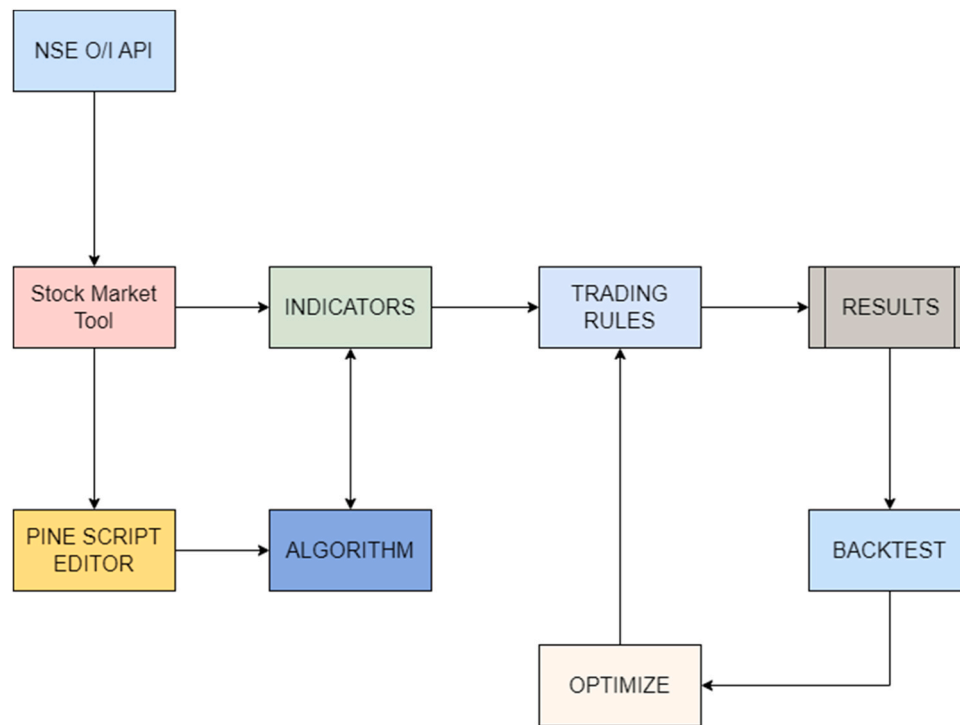 NSE O/I API
Stock Market
Tool
INDICATORS
TRADING
RULES
RESULTS
PINE SCRIPT
EDITOR
ALGORITHM
BACKTEST
OPTIMIZE